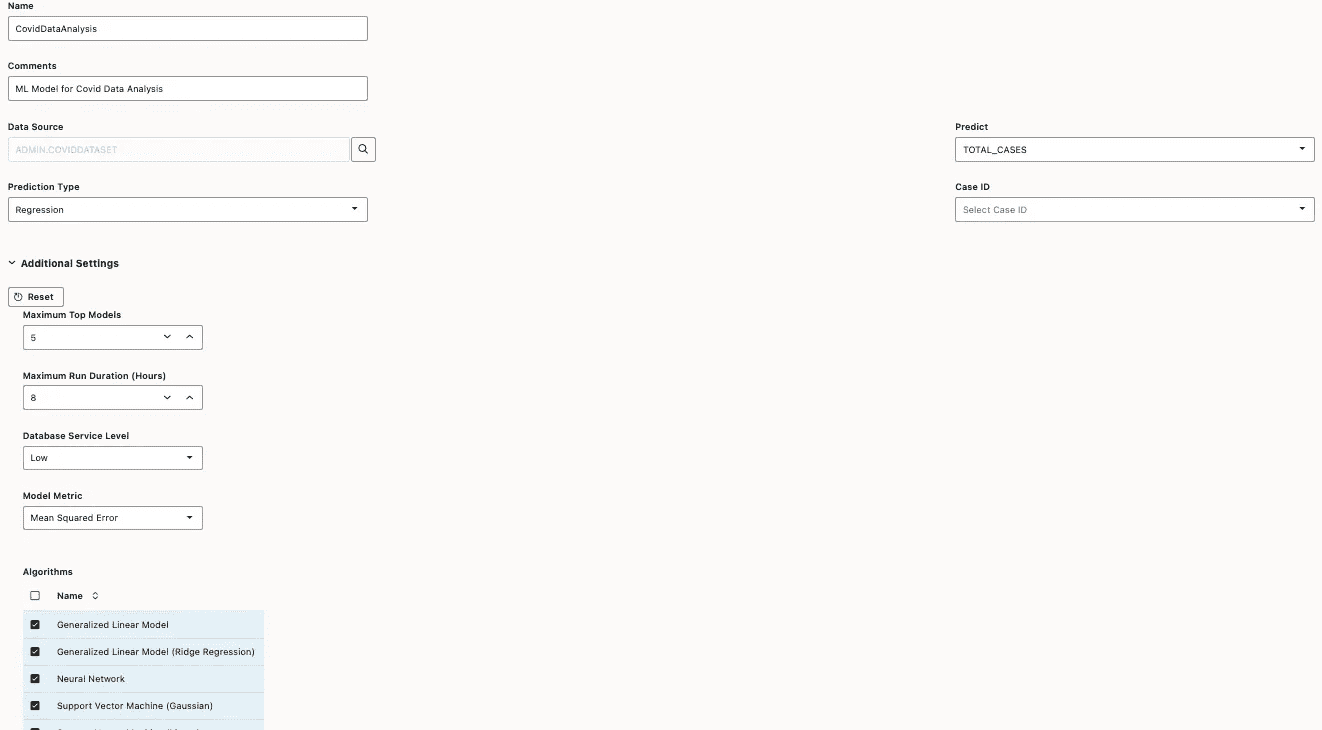 Name
CovidDataAnalysis
Comments
ML Model for Covid Data Analysis
Data Source
Predict
ADMIN.COVIDDATASET
TOTAL_CASES
Prediction Type
Case ID
Regression
Select Case ID
Additional Settings
Reset
Maximum Top Models
5
Maximum Run Duration (Hours)
8
Database Service Level
Low
Model Metric
Mean Squared Error
Algorithms
Name
Generalized Linear Model
Generalized Linear Model (Ridge Regression)
Neural Network
Support Vector Machine (Gaussian)